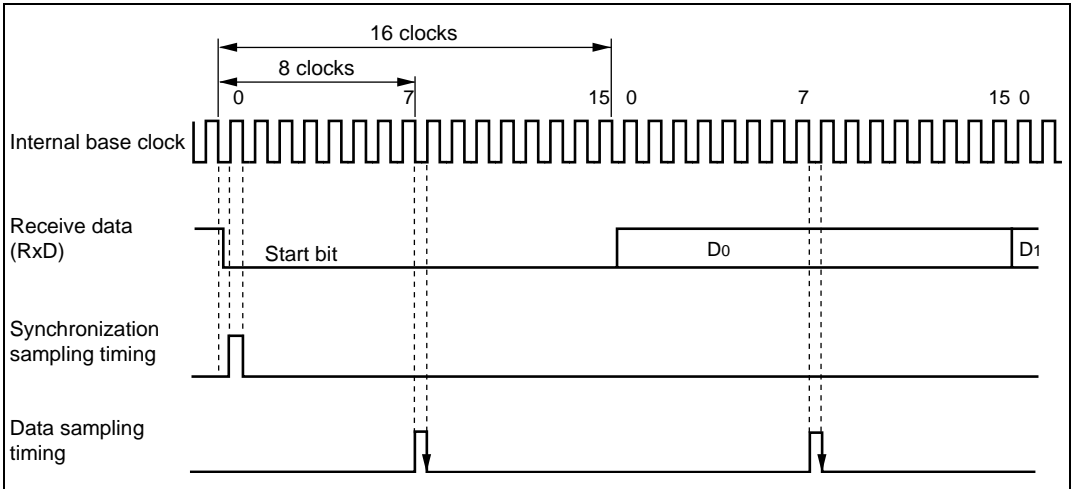 16 clocks
8 clocks
0 7 15 0 7 15 0
Internal base clock
Receive data
(RxD)
Start bit D0 D1
Synchronization
sampling timing
Data sampling
timing